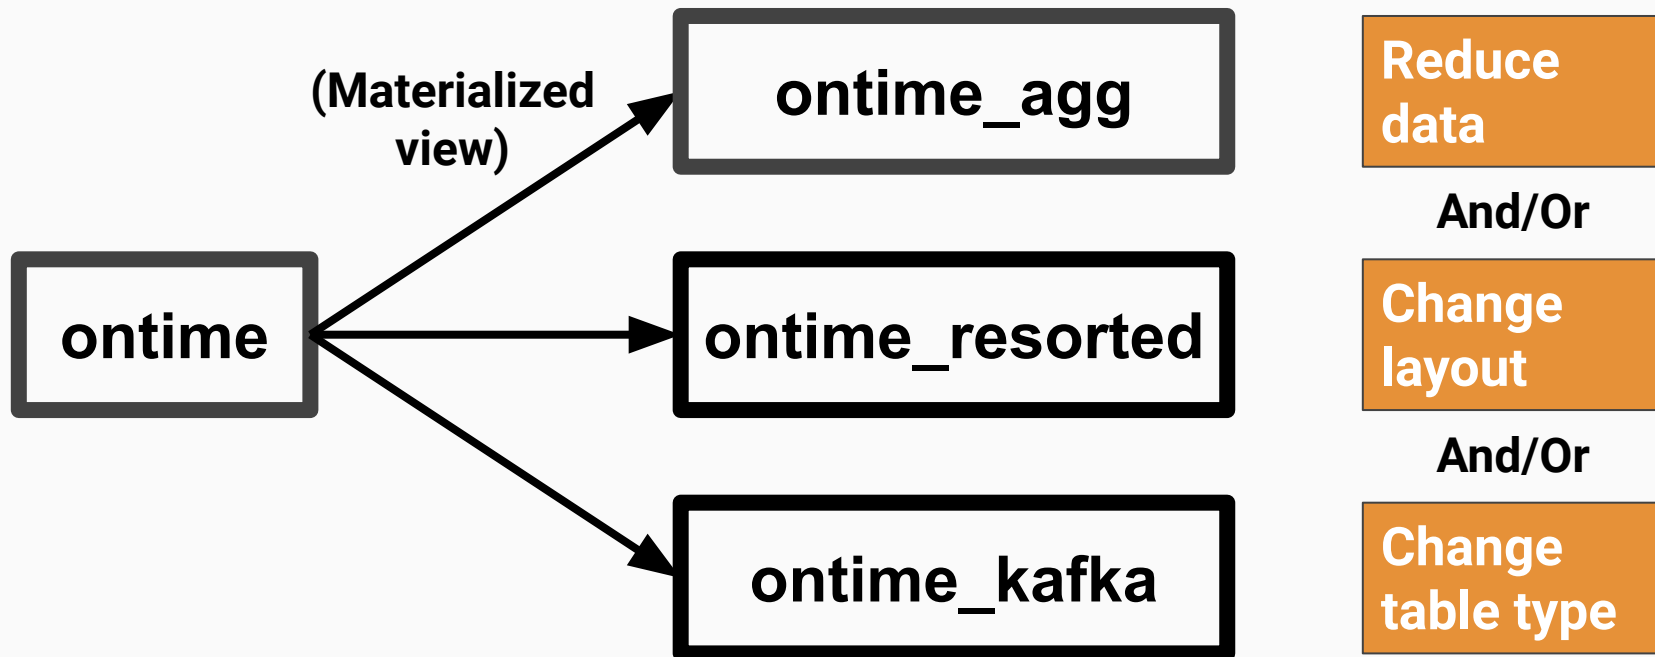 (Materialized
view)
ontime
ontime_agg
ontime_resorted
ontime_kafka
Reduce
data
And/Or
Change
layout
And/Or
Change
table type